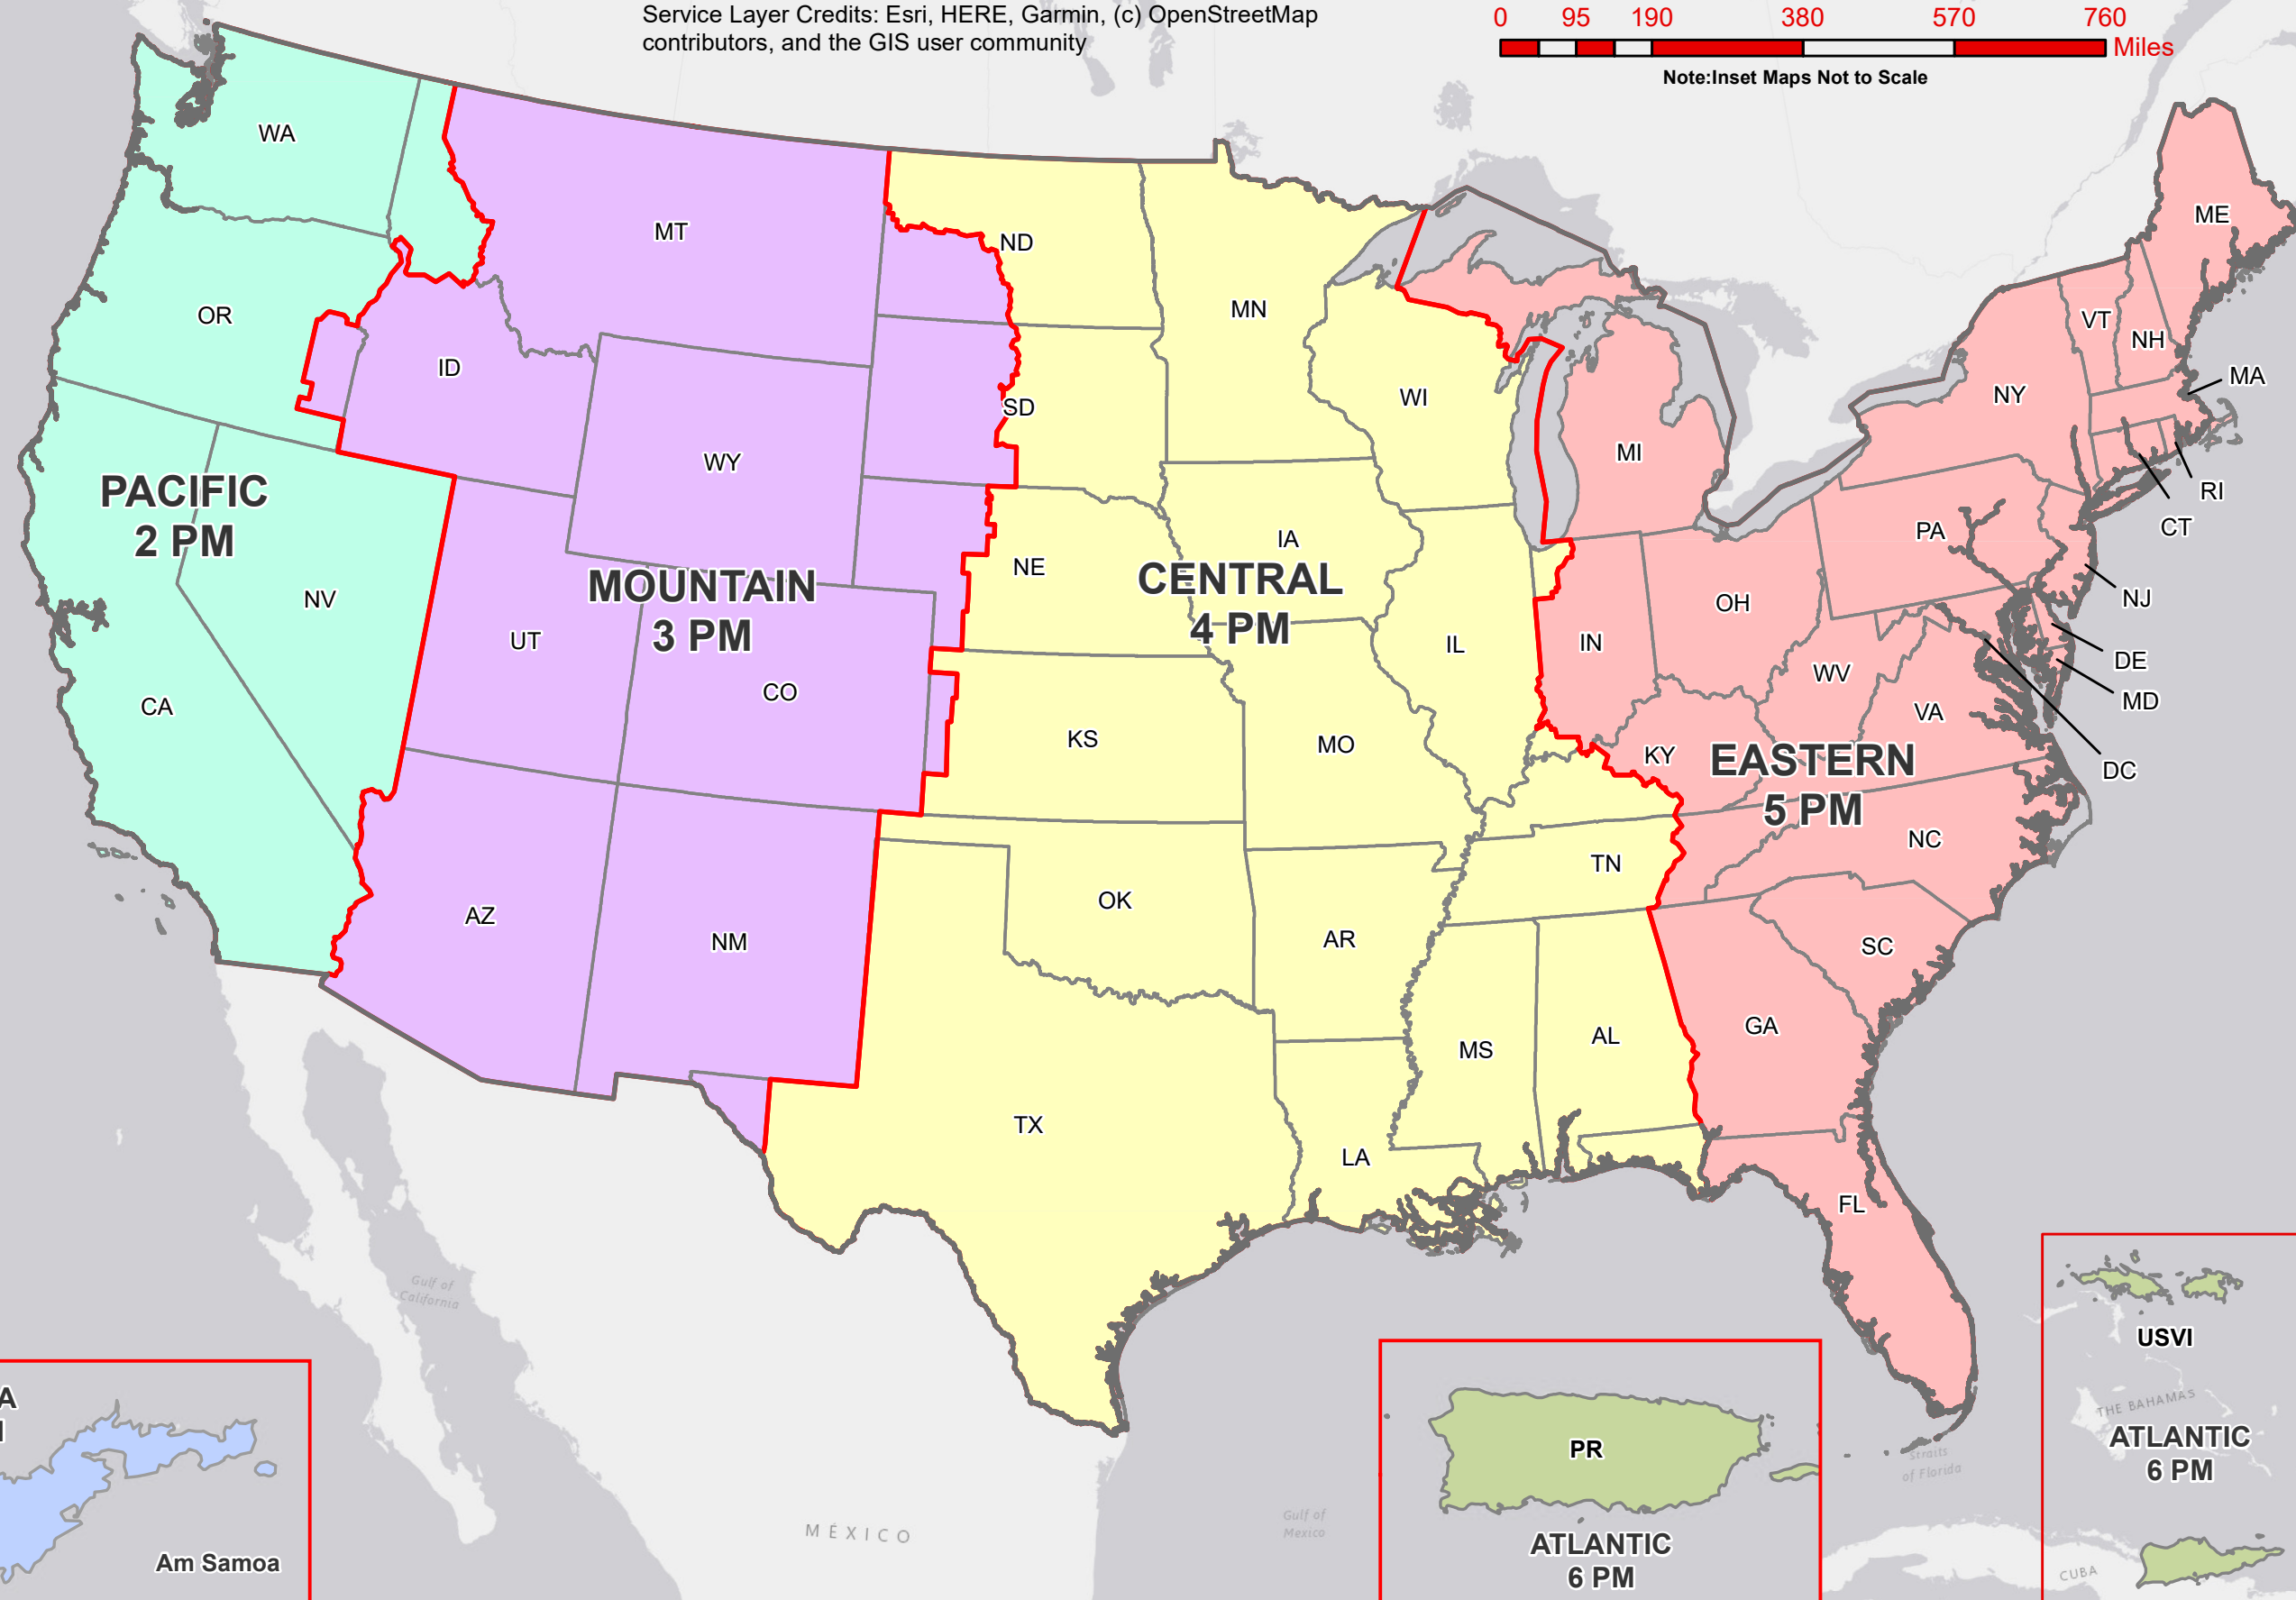 Service Layer Credits: Esri, HERE, Garmin, (c) OpenStreetMap
contributors, and the GIS user community
0 95 190 380 570 760
Miles
Note:Inset Maps Not to Scale
WA
MT
ND
MN
ME
OR
ID
SD
WI
VT
NH
MA
NY
MI
WY
RI
CT
PA
PACIFIC
2 PM
NV
MOUNTAIN
3 PM
NE
IA
CENTRAL
4 PM
OH
NJ
UT
IL
IN
DE
WV
MD
CO
CA
VA
KS
MO
KY
EASTERN
5 PM
DC
NC
TN
OK
AZ
NM
AR
SC
GA
MS
AL
TX
LA
FL
Gulf of
California
USVI
THE BAHAMAS
ATLANTIC
6 PM
A
PR
Straits
of Florida
Gulf of
Mexico
MÉXICO
ATLANTIC
6 PM
Am Samoa
CUBA